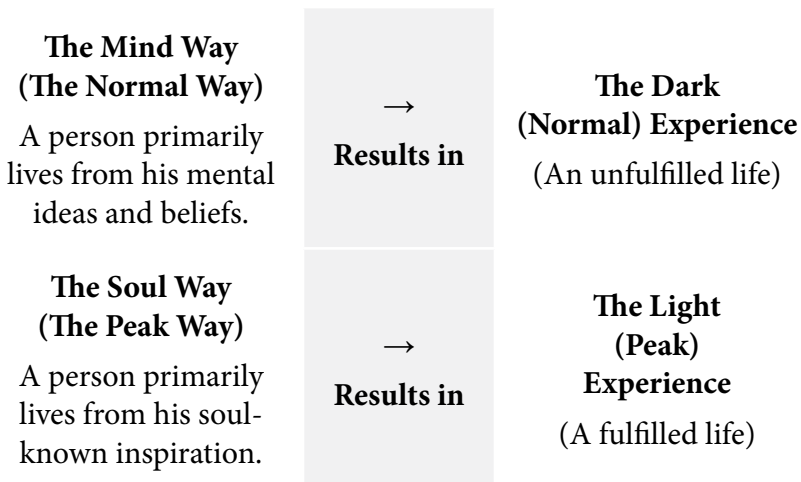 The Mind Way
(The Normal Way)
A person primarily
lives from his mental
ideas and beliefs.
→
Results in
The Dark
(Normal) Experience
(An unfulfilled life)
The Soul Way
(The Peak Way)
A person primarily
lives from his soul-
known inspiration.
→
Results in
The Light
(Peak)
Experience
(A fulfilled life)